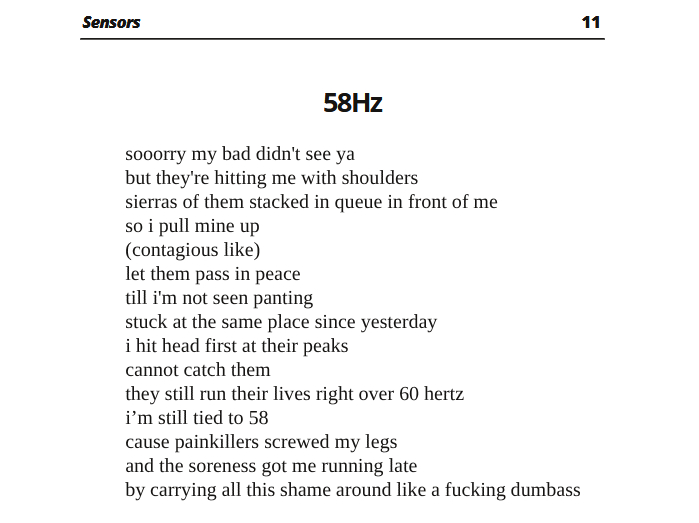 Sensors 11
58Hz
sooorry my bad didn't see ya
but they're hitting me with shoulders
sierras of them stacked in queue in front of me
so i pull mine up
(contagious like)
let them pass in peace
till i'm not seen panting
stuck at the same place since yesterday
i hit head first at their peaks
cannot catch them
they still run their lives right over 60 hertz
i’m still tied to 58
cause painkillers screwed my legs
and the soreness got me running late
by carrying all this shame around like a fucking dumbass